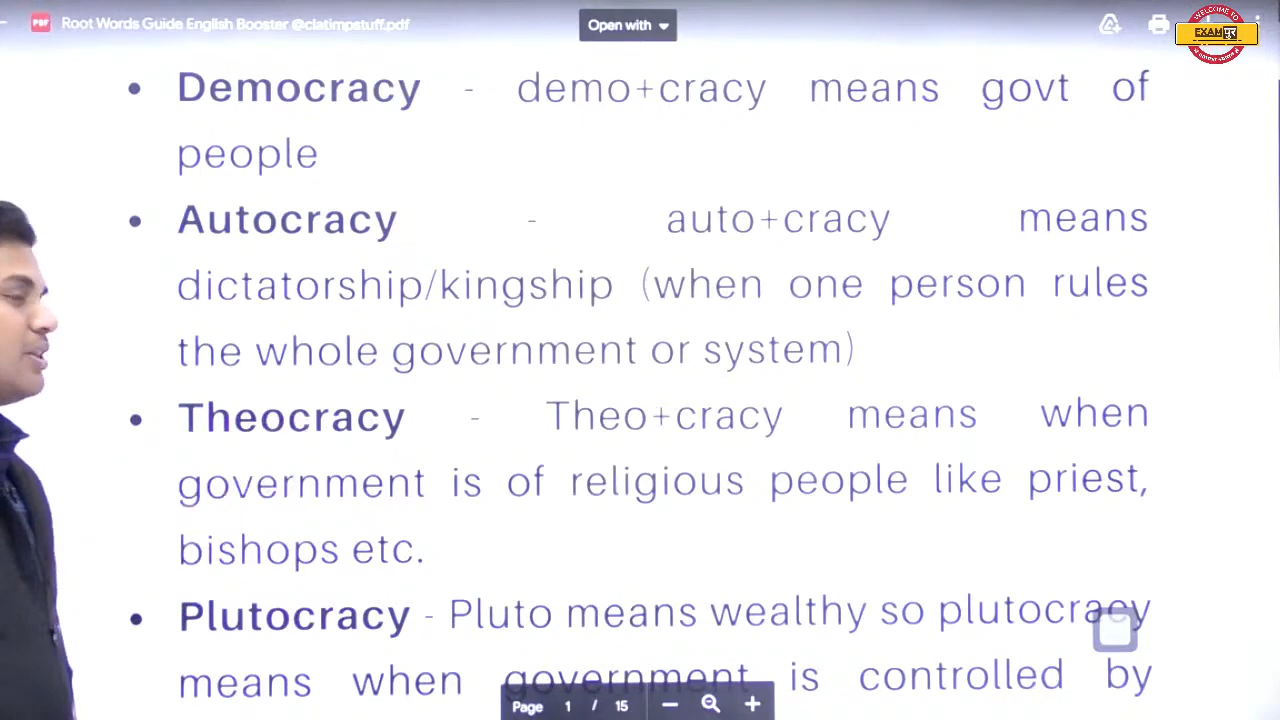 Root Words Guide English Booster @clatimpstuff.pdf
Open with
WELCOME TO
EXAM पुर
• Democracy - demo+cracy means govt of
people
• Autocracy - auto+cracy means
dictatorship/kingship (when one person rules
the whole government or system)
• Theocracy - Theo+cracy means when
government is of religious people like priest,
bishops etc.
• Plutocracy - Pluto means wealthy so plutocracy
means when government is controlled by
Page 1 / 15